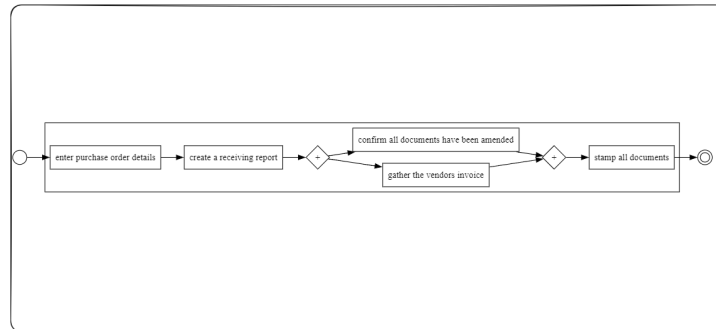 enter purchase order details
create a receiving report
+
confirm all documents have been amended
gather the vendors invoice
+
stamp all documents